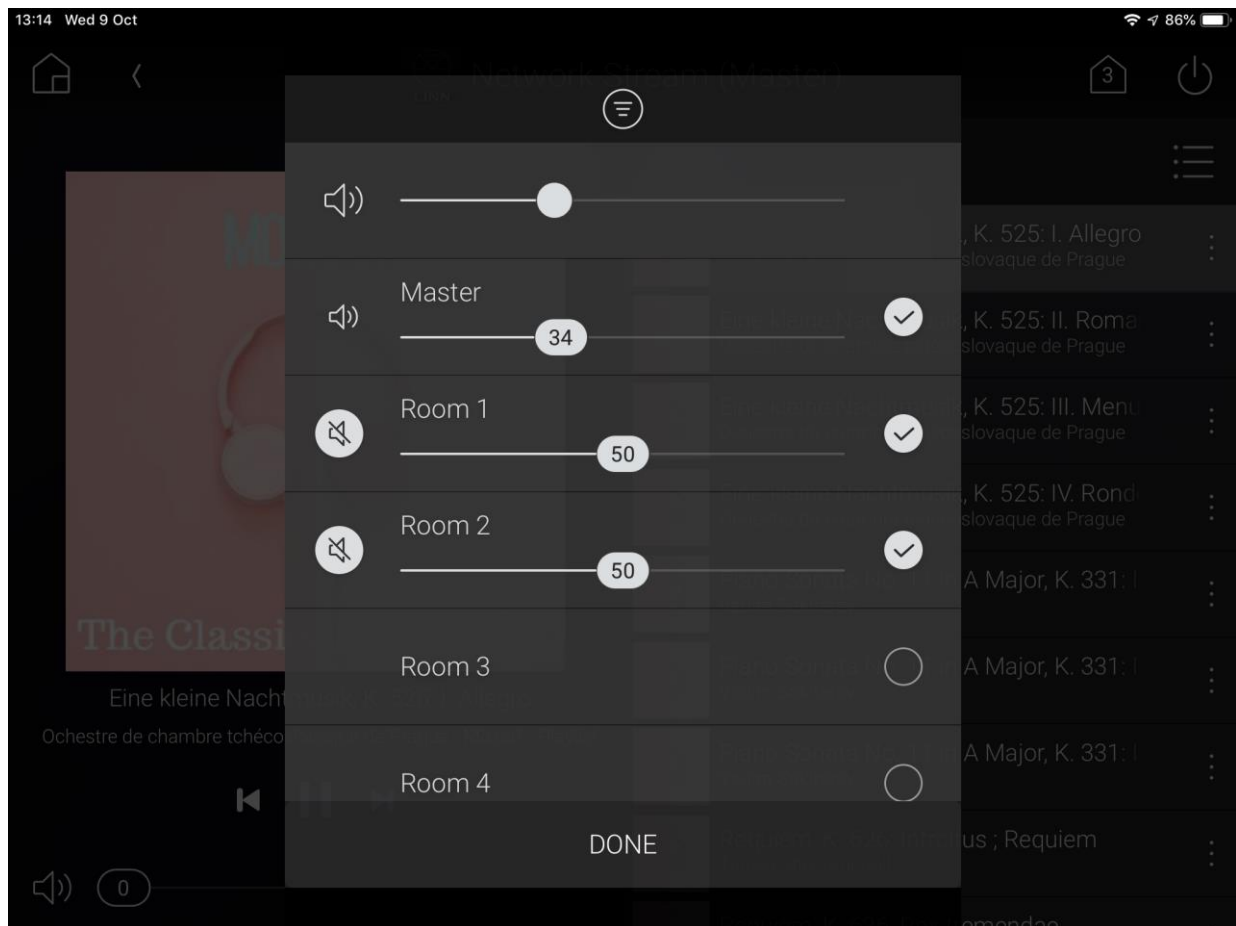 13:14 Wed 9 Oct
86%
Network Stream (Master)
3
Master
34
Room 1
50
Room 2
50
Room 3
Room 4
DONE
The Classi
Eine kleine Nacht
Ochestre de chambre tchéco
0
, K. 525: I. Allegro
slovaque de Prague
, K. 525: II. Roma
slovaque de Prague
, K. 525: III. Menu
slovaque de Prague
, K. 525: IV. Rond
slovaque de Prague
A Major, K. 331: I
A Major, K. 331: I
A Major, K. 331: I
us ; Requiem